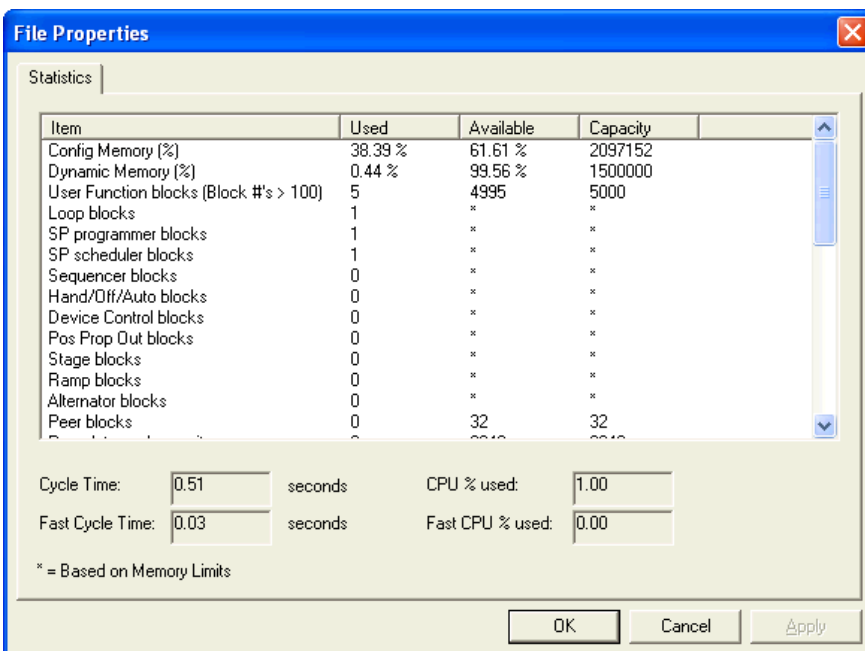 File Properties
Statistics
Item Used Available Capacity
Config Memory (%) 38.39 % 61.61 % 2097152
Dynamic Memory (%) 0.44 % 99.56 % 1500000
User Function blocks (Block #'s > 100) 5 4995 5000
Loop blocks 1 * *
SP programmer blocks 1 * *
SP scheduler blocks 1 * *
Sequencer blocks 0 * *
Hand/Off/Auto blocks 0 * *
Device Control blocks 0 * *
Pos Prop Out blocks 0 * *
Stage blocks 0 * *
Ramp blocks 0 * *
Alternator blocks 0 * *
Peer blocks 0 32 32
Cycle Time: 0.51 seconds CPU % used: 1.00
Fast Cycle Time: 0.03 seconds Fast CPU % used: 0.00
* = Based on Memory Limits
OK Cancel Apply